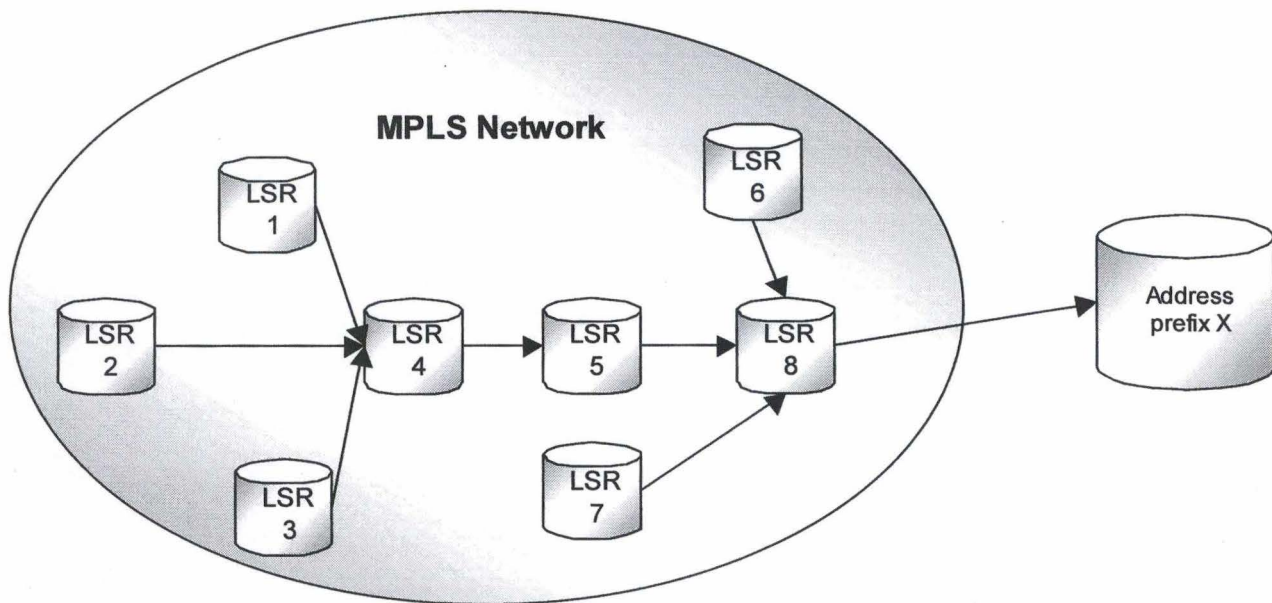 MPLS Network
LSR
6
LSR
1
Address
prefix X
LSR
2
LSR
4
LSR
5
LSR
8
LSR
3
LSR
7